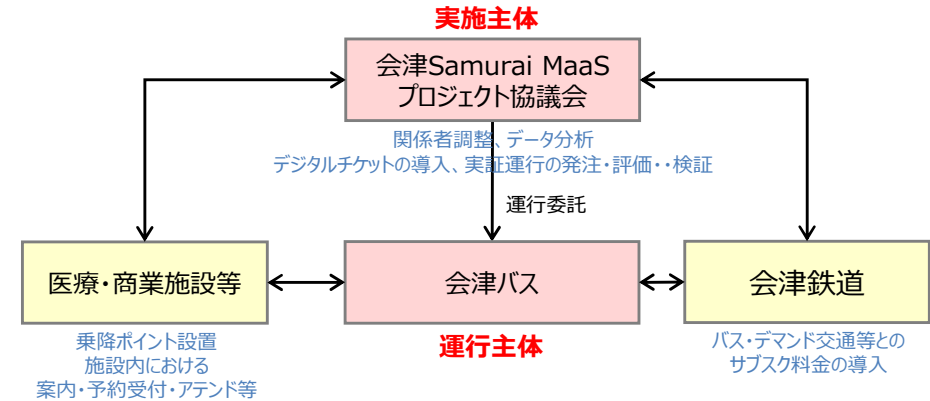 実施主体
会津Samurai MaaS
プロジェクト協議会
関係者調整、データ分析
デジタルチケットの導入、実証運行の発注・評価・・検証
運行委託
医療・商業施設等
会津バス
会津鉄道
乗降ポイント設置
施設内における
案内・予約受付・アテンド等
運行主体
バス・デマンド交通等との
サブスク料金の導入